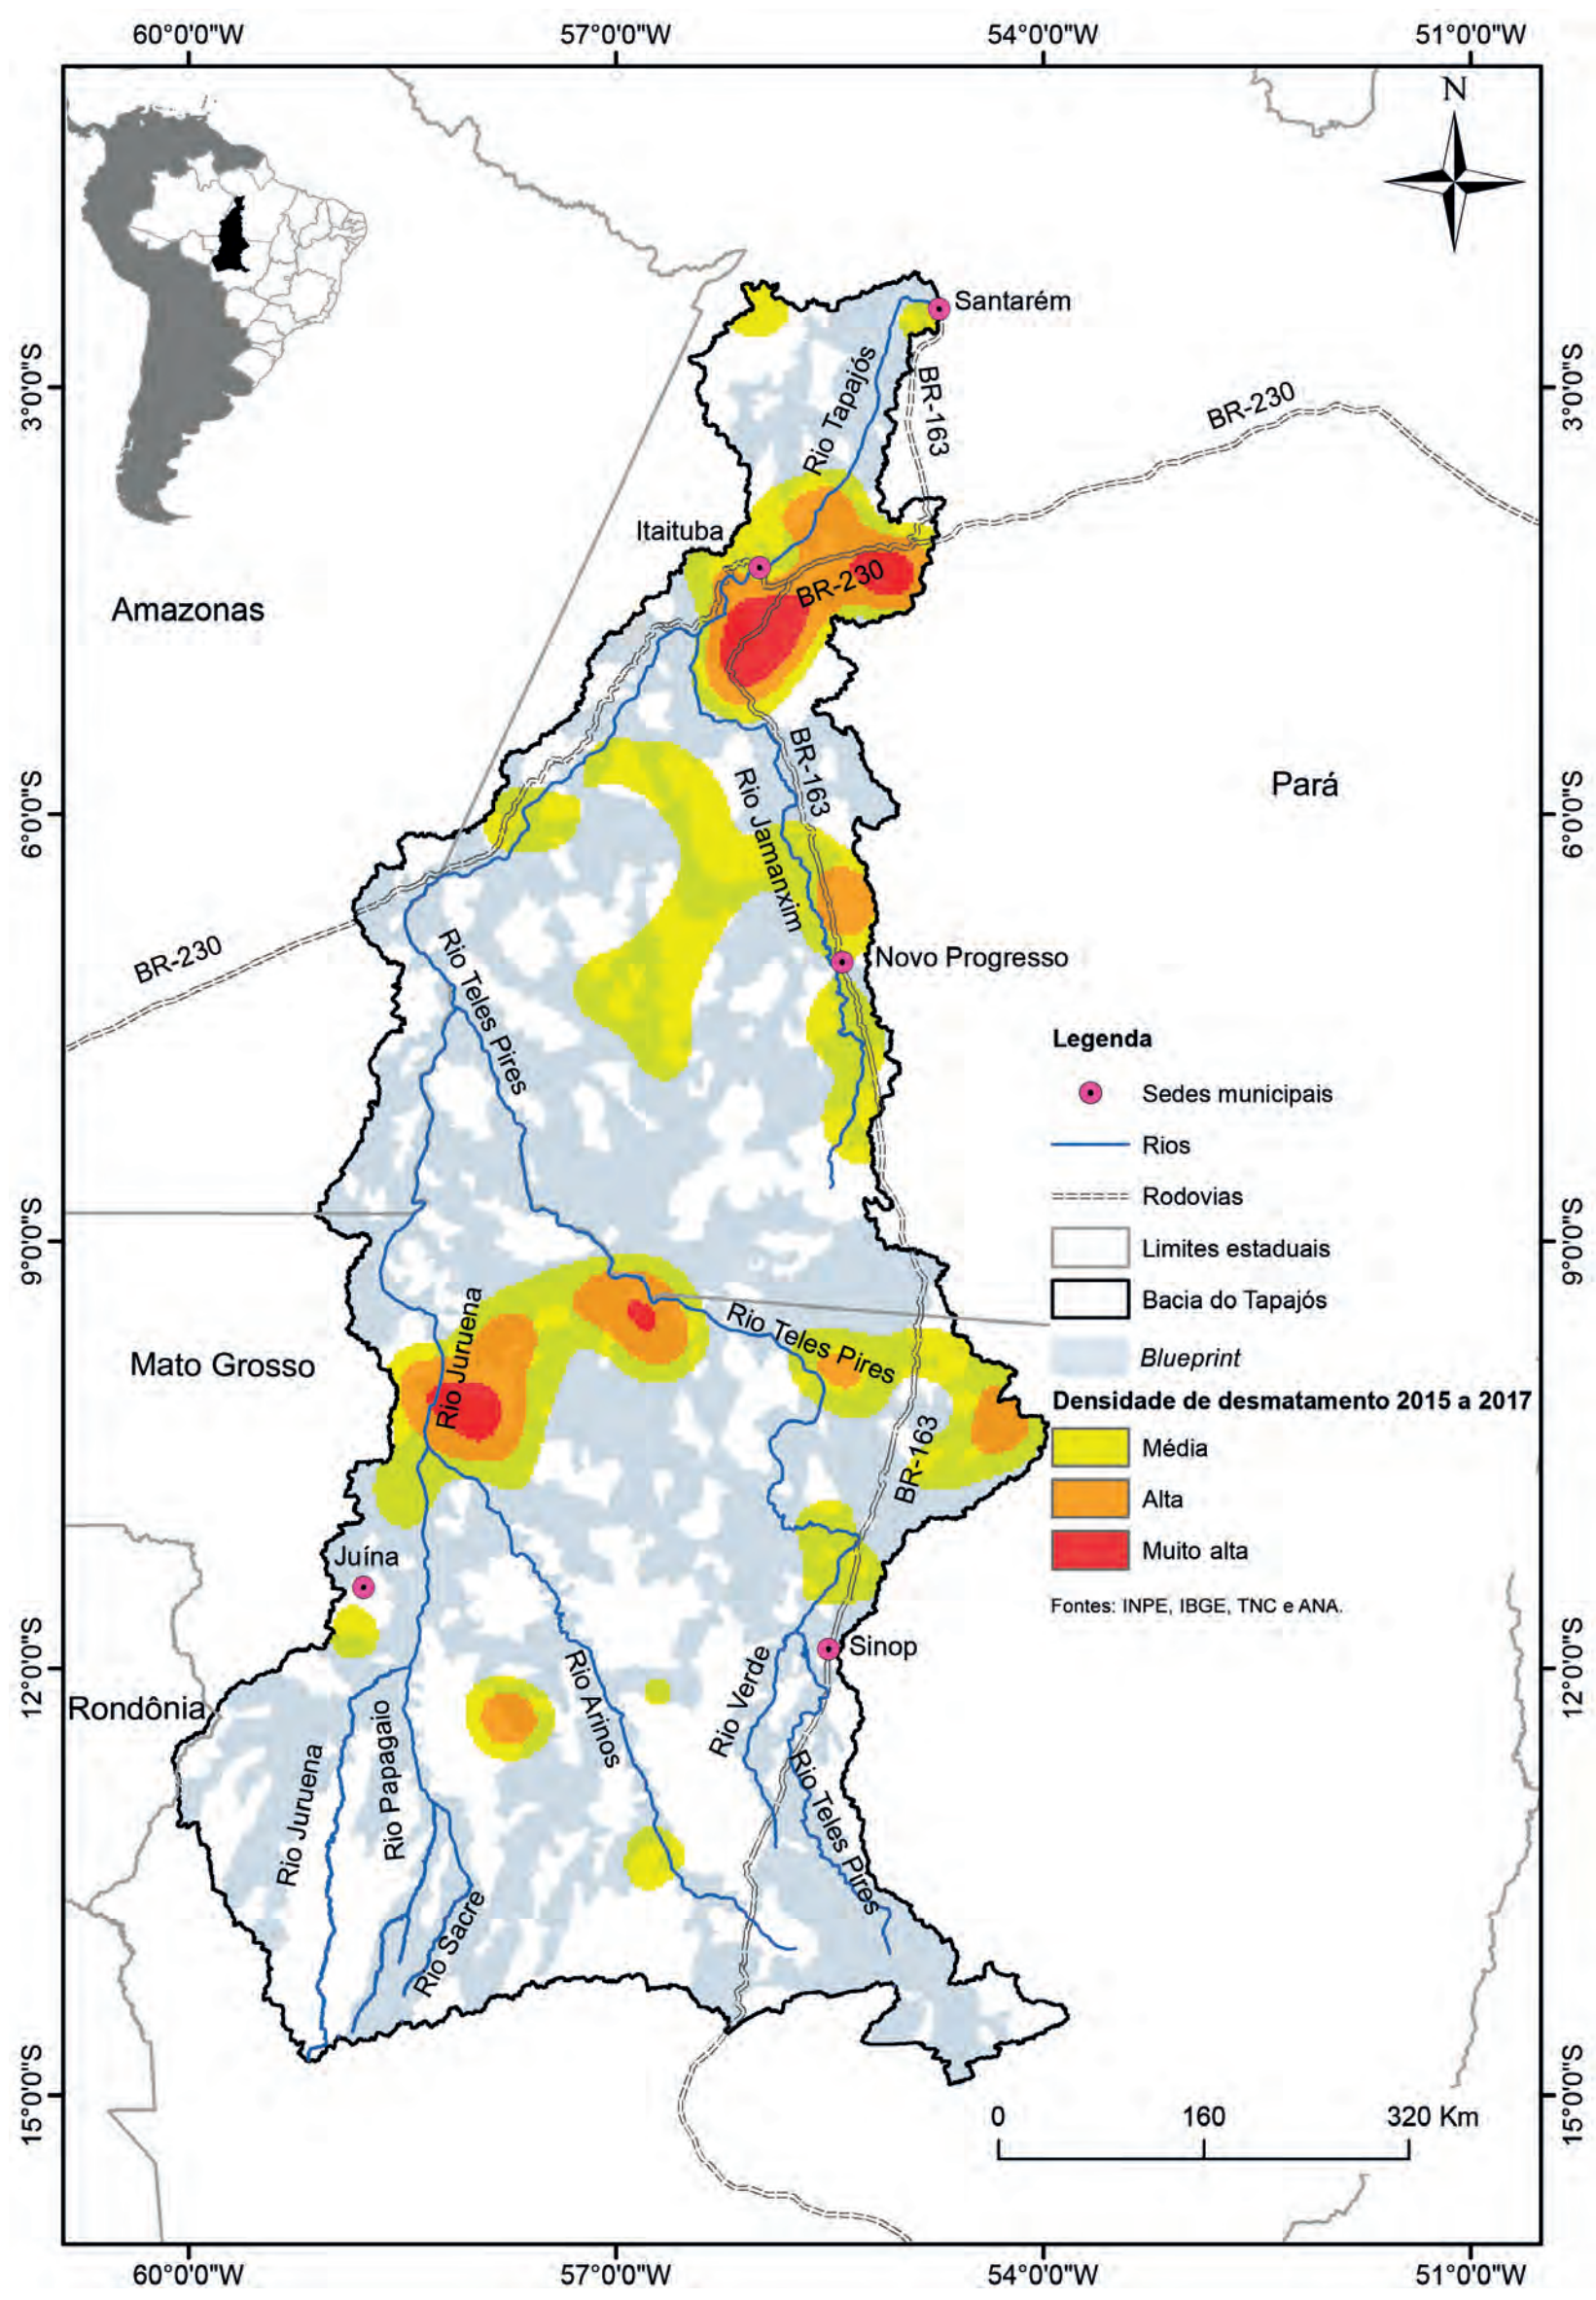 60°0'0"W
57°0'0"W
54°0'0"W
51°0'0"W
N
Santarém
3°0'0"S
3°0'0"S
BR-163
Rio Tapajós
BR-230
Itaituba
BR-230
Amazonas
BR-163
Pará
Rio Jamanxim
6°0'0"S
6°0'0"S
BR-230
Rio Teles Pires
Novo Progresso
Legenda
Sedes municipais
Rios
Rodovias
Limites estaduais
Bacia do Tapajós
Blueprint
Densidade de desmatamento 2015 a 2017
Média
Alta
Muito alta
Fontes: INPE, IBGE, TNC e ANA.
9°0'0"S
9°0'0"S
Rio Juruena
Rio Teles Pires
Mato Grosso
BR-163
Juína
Sinop
12°0'0"S
12°0'0"S
Rondônia
Rio Verde
Rio Arinos
Rio Papagaio
Rio Juruena
Rio Teles Pires
Rio Sacre
15°0'0"S
15°0'0"S
0
160
320 Km
60°0'0"W
57°0'0"W
54°0'0"W
51°0'0"W